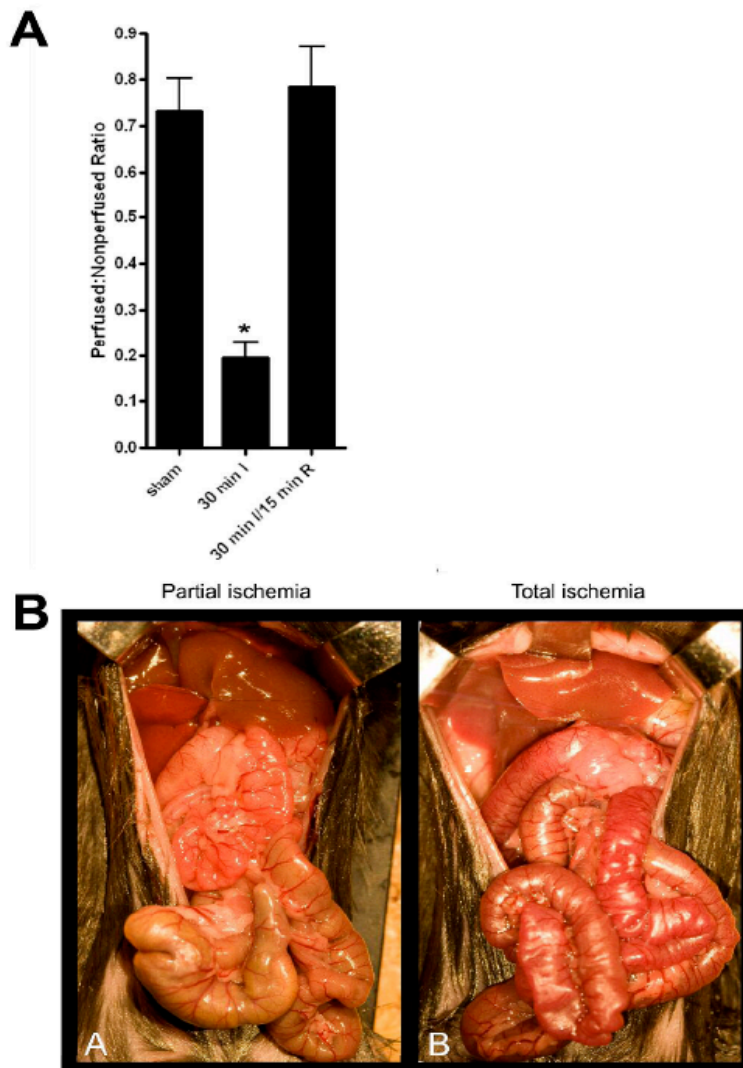 A
Perfused:Nonperfused Ratio
0.9
0.8
0.7
0.6
0.5
0.4
0.3
0.2
0.1
0.0
*
sham
30 min I
30 min I/15 min R
Partial ischemia
Total ischemia
B
A
B